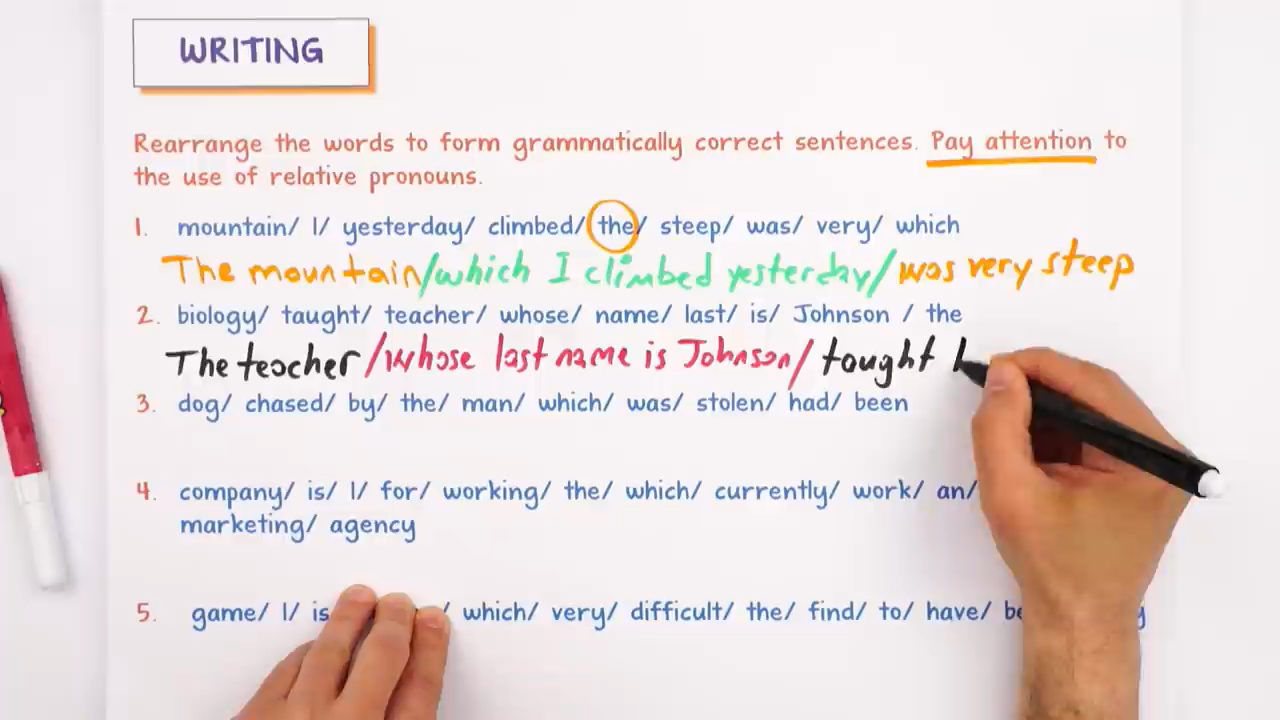 WRITING
Rearrange the words to form grammatically correct sentences. Pay attention to
the use of relative pronouns.
1. mountain/ I/ yesterday/ climbed/ the/ steep/ was/ very/ which
The mountain/which I climbed yesterday/was very steep
2. biology/ taught/ teacher/ whose/ name/ last/ is/ Johnson / the
The teacher/whose last name is Johnson/tought
3. dog/ chased/ by/ the/ man/ which/ was/ stolen/ had/ been
4. company/ is/ I/ for/ working/ the/ which/ currently/ work/ an/
marketing/ agency
5. game/ I/ is / which/ very/ difficult/ the/ find/ to/ have/